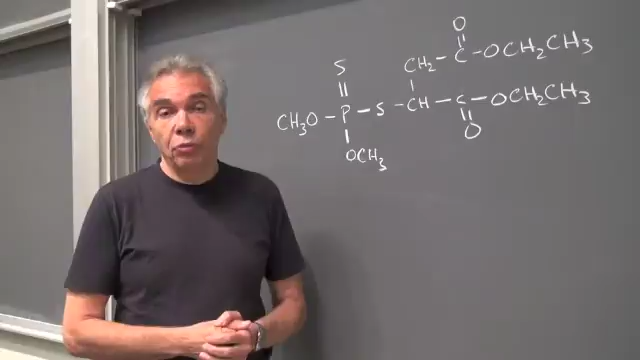 O
CH₂ - C - OCH₂CH₃
S
CH₃O - P - S - CH - C - OCH₂CH₃
O
OCH₃